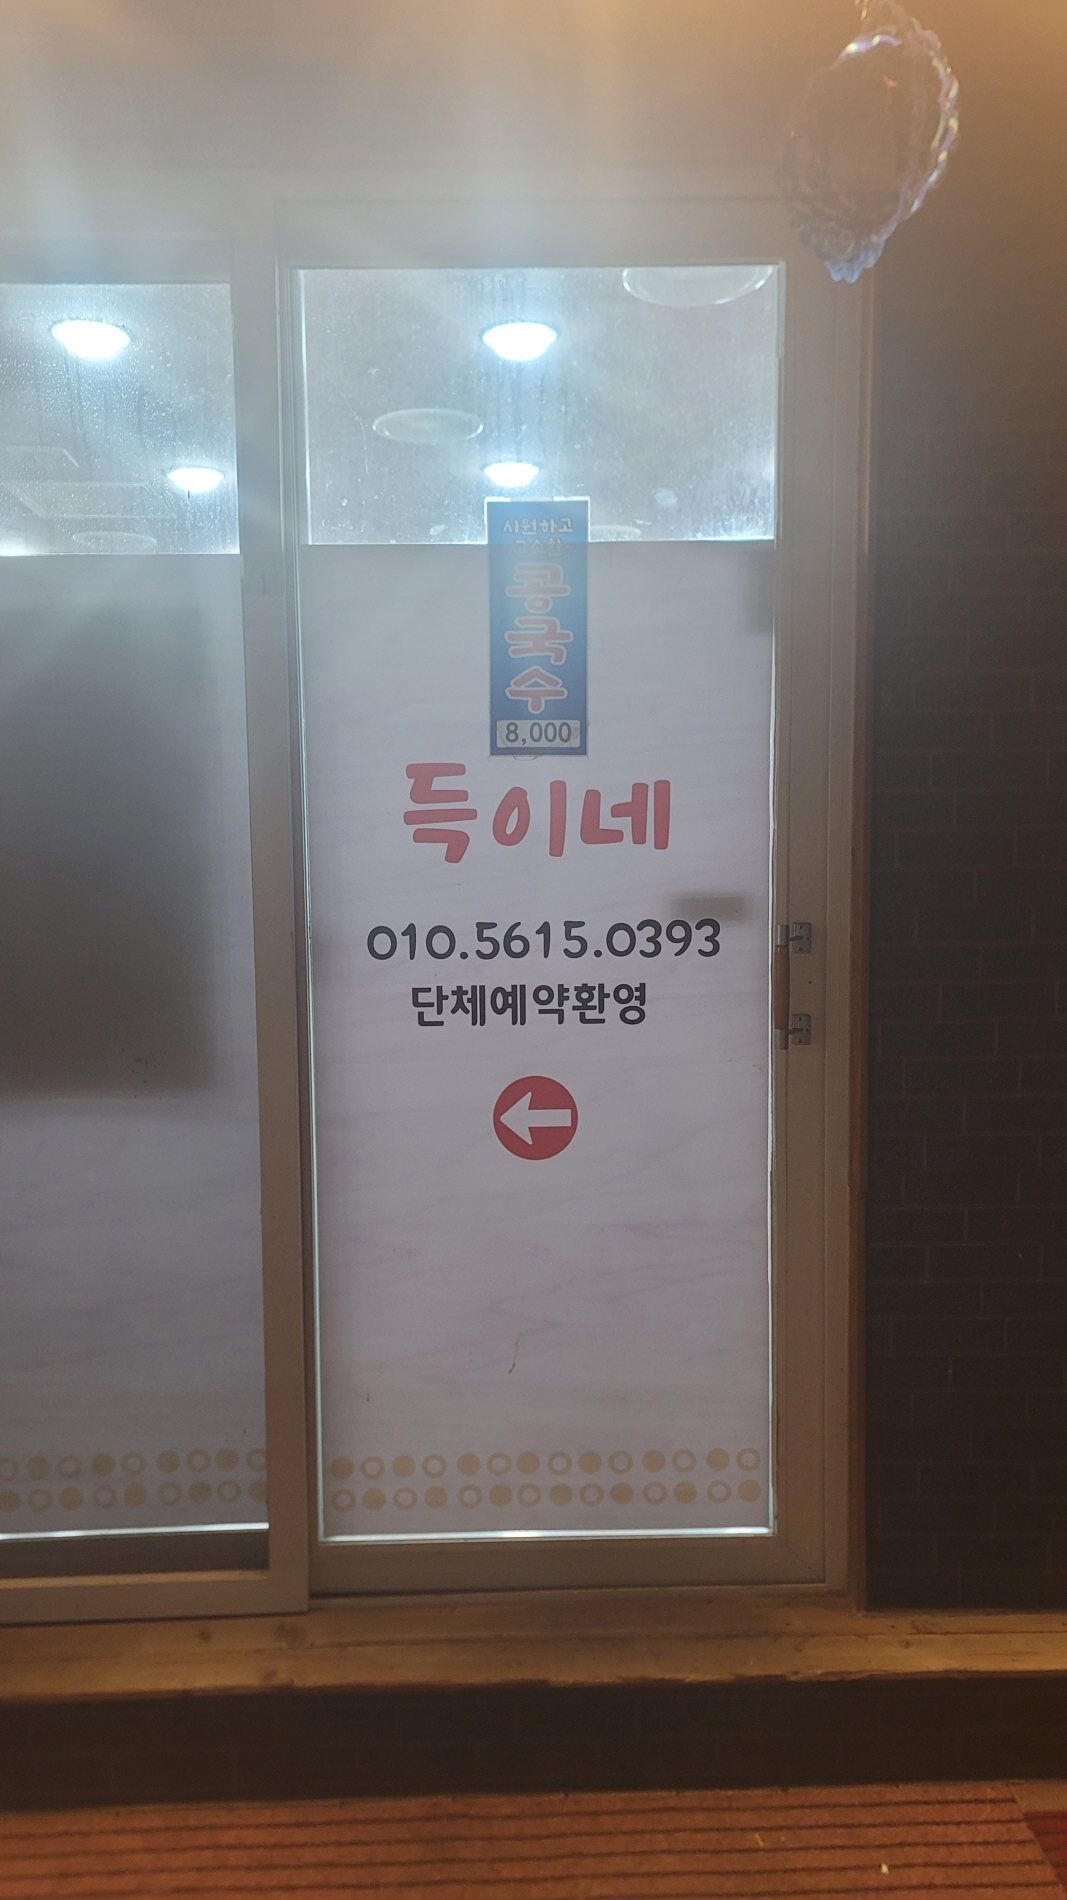 시원하고
고소한
콩
국
수
8,000
득이네
010.5615.0393
단체예약환영